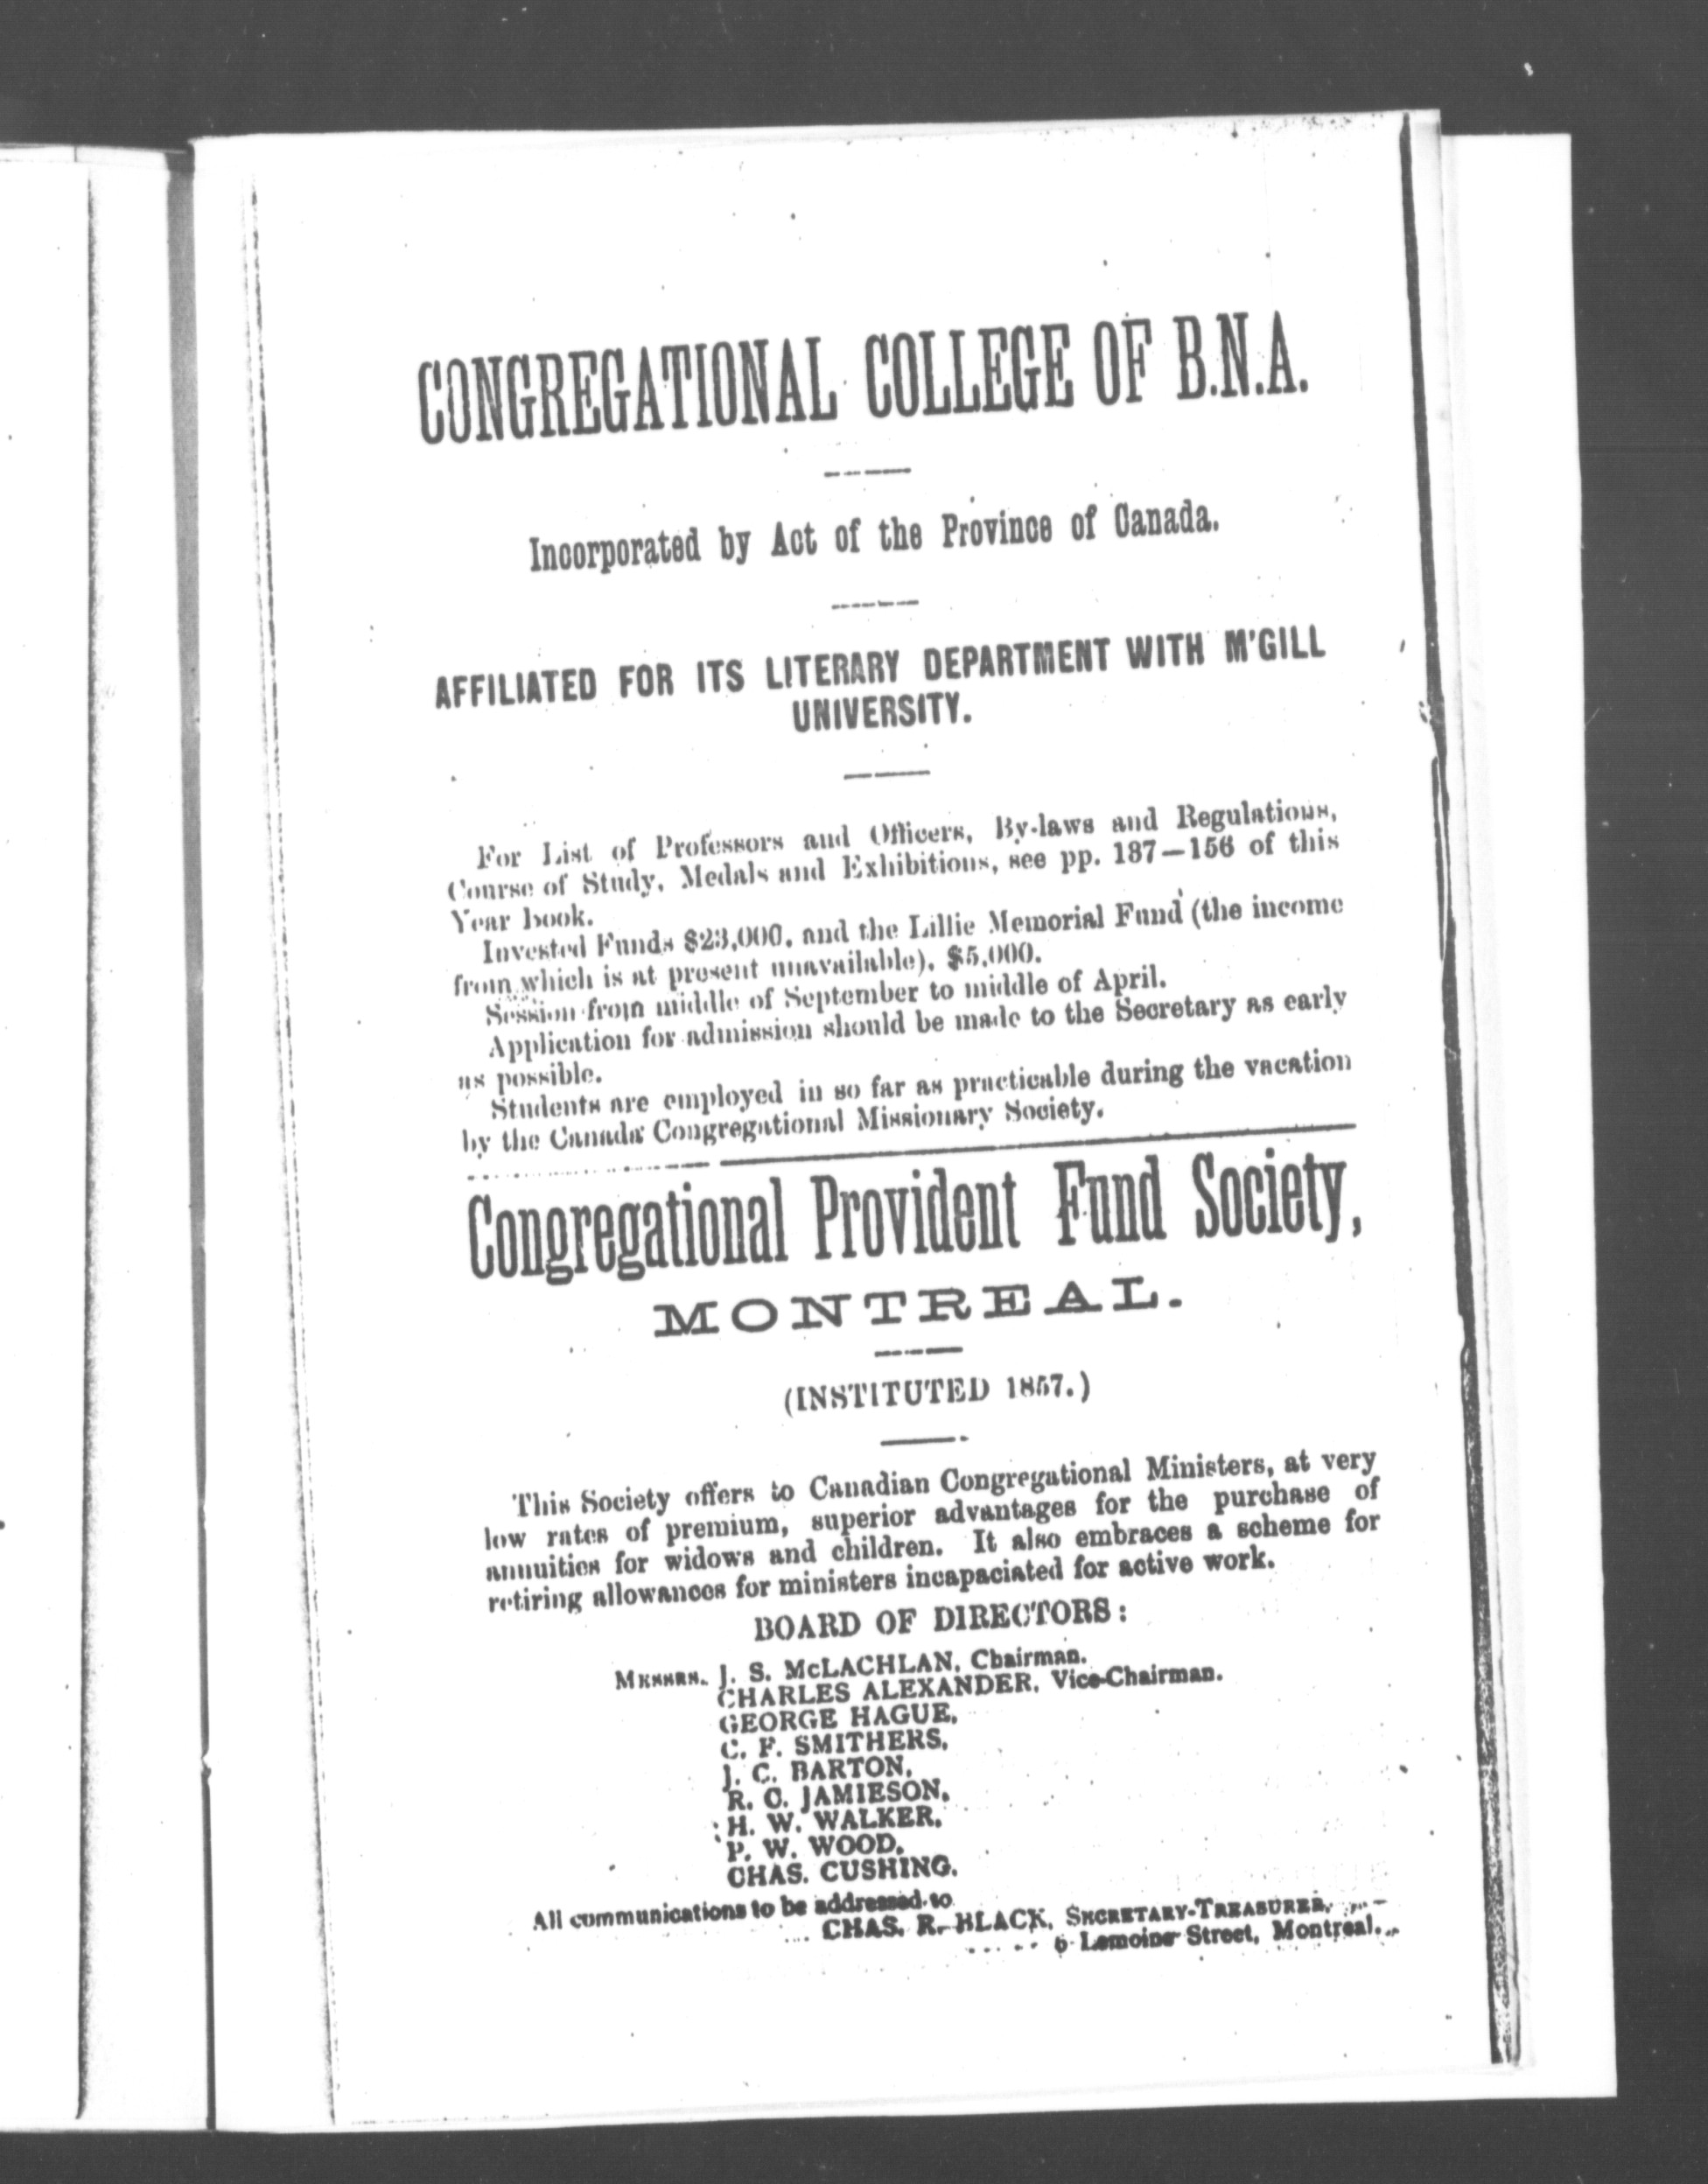 CONGREGATIONAL COLLEGE OF B.N.A.
Incorporated by Act of the Province of Canada.
AFFILIATED FOR ITS LITERARY DEPARTMENT WITH M'GILL
UNIVERSITY.
For List of Professors and Officers, By-laws and Regulations,
Course of Study, Medals and Exhibitions, see pp. 187—156 of this
Year Book.
Invested Funds $23,000, and the Lillie Memorial Fund (the income
from which is at present unavailable), $5,000.
Session from middle of September to middle of April.
Application for admission should be made to the Secretary as early
as possible.
Students are employed in so far as practicable during the vacation
by the Canada Congregational Missionary Society.
Congregational Provident Fund Society,
MONTREAL.
(INSTITUTED 1857.)
This Society offers to Canadian Congregational Ministers, at very
low rates of premium, superior advantages for the purchase of
annuities for widows and children. It also embraces a scheme for
retiring allowances for ministers incapaciated for active work.
BOARD OF DIRECTORS:
MESSRS. J. S. McLACHLAN, Chairman.
CHARLES ALEXANDER, Vice-Chairman.
GEORGE HAGUE,
C. F. SMITHERS,
J. C. BARTON,
R. C. JAMIESON,
H. W. WALKER,
P. W. WOOD,
CHAS. CUSHING.
All communications to be addressed to
CHAS. R. BLACK, SECRETARY-TREASURER,
Lemoine Street, Montreal.